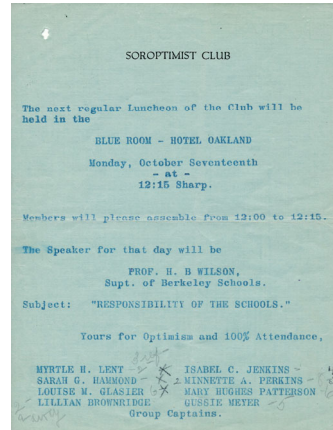 SOROPTIMIST CLUB
The next regular Luncheon of the Club will be
held in the
BLUE ROOM - HOTEL OAKLAND
Monday, October Seventeenth
- at -
12:15 Sharp.
Members will please assemble from 12:00 to 12:15.
The Speaker for that day will be
PROF. H. B WILSON,
Supt. of Berkeley Schools.
Subject: "RESPONSIBILITY OF THE SCHOOLS."
Yours for Optimism and 100% Attendance,
MYRTLE H. LENT ISABEL C. JENKINS
SARAH G. HAMMOND MINNETTE A. PERKINS
LOUISE M. GLASIER MARY HUGHES PATTERSON
LILLIAN BROWNRIDGE GUSSIE MEYER
Group Captains.